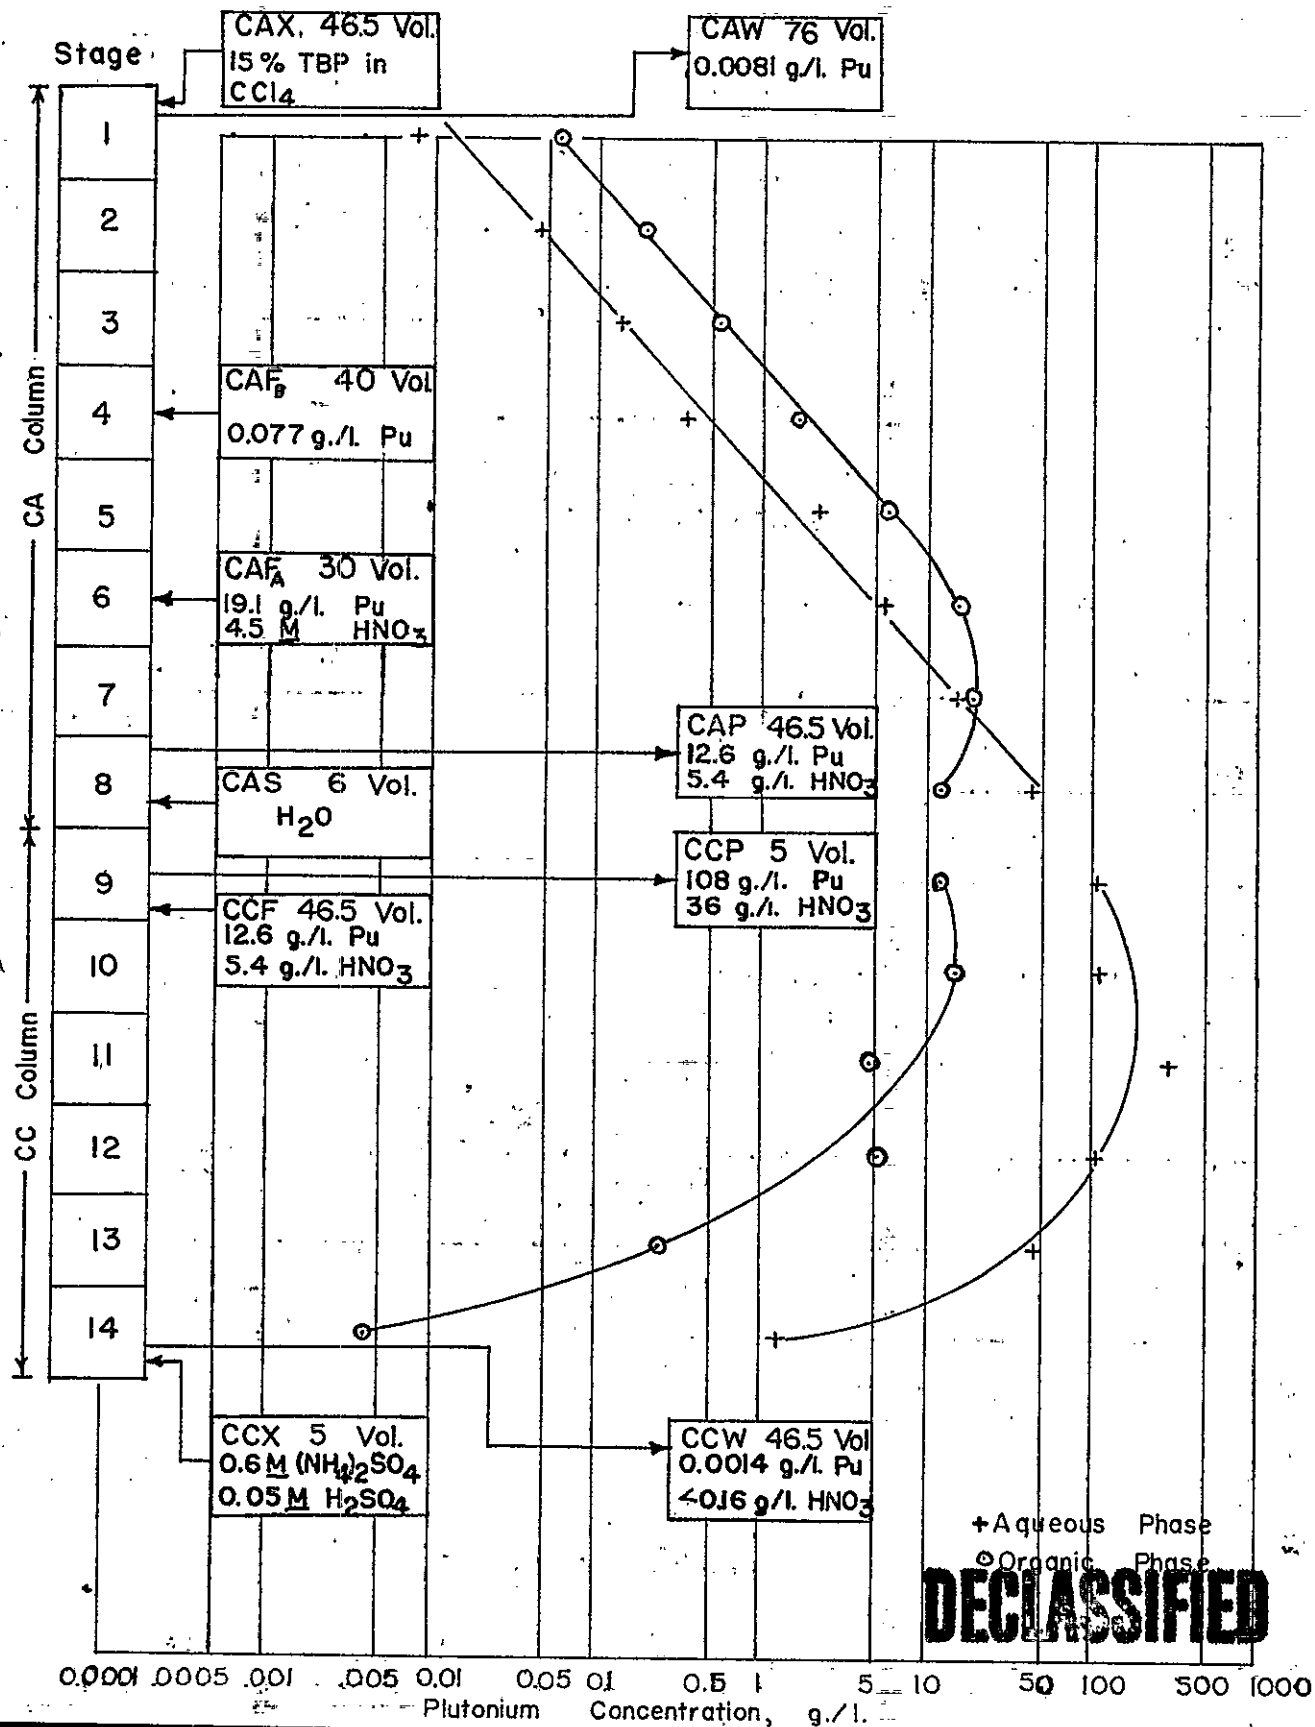 Stage
CAX, 46.5 Vol.
15% TBP in
CCl4
CAW 76 Vol.
0.0081 g./l. Pu
CA Column
1
2
3
4
5
6
7
8
CAFB 40 Vol
0.077 g./l. Pu
CAFA 30 Vol.
19.1 g./l. Pu
4.5 M HNO3
CAP 46.5 Vol.
12.6 g./l. Pu
5.4 g./l. HNO3
CAS 6 Vol.
H2O
CC Column
9
10
11
12
13
14
CCP 5 Vol.
108 g./l. Pu
36 g./l. HNO3
CCF 46.5 Vol.
12.6 g./l. Pu
5.4 g./l. HNO3
CCX 5 Vol.
0.6 M (NH4)2SO4
0.05 M H2SO4
CCW 46.5 Vol
0.0014 g./l. Pu
<0.16 g/l. HNO3
+ Aqueous Phase
⊙ Organic Phase
DECLASSIFIED
0.0001 .0005 .001 .005 0.01 0.05 0.1 0.5 1 5 10 50 100 500 1000
Plutonium Concentration, g./l.